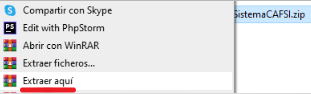 Compartir con Skype
SistemaCAFSI.zip
Edit with PhpStorm
Abrir con WinRAR
Extraer ficheros...
Extraer aquí